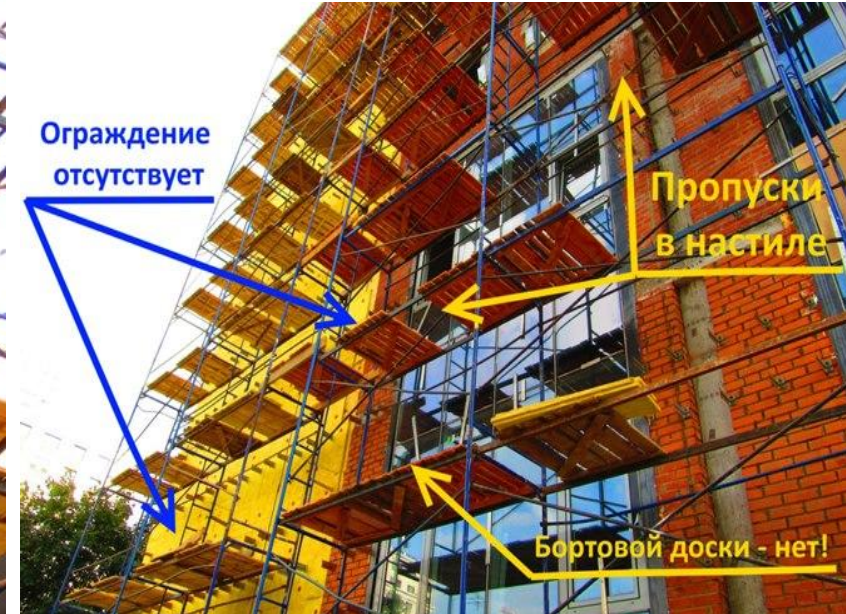 Ограждение
отсутствует
Пропуски
в настиле
Бортовой доски - нет!